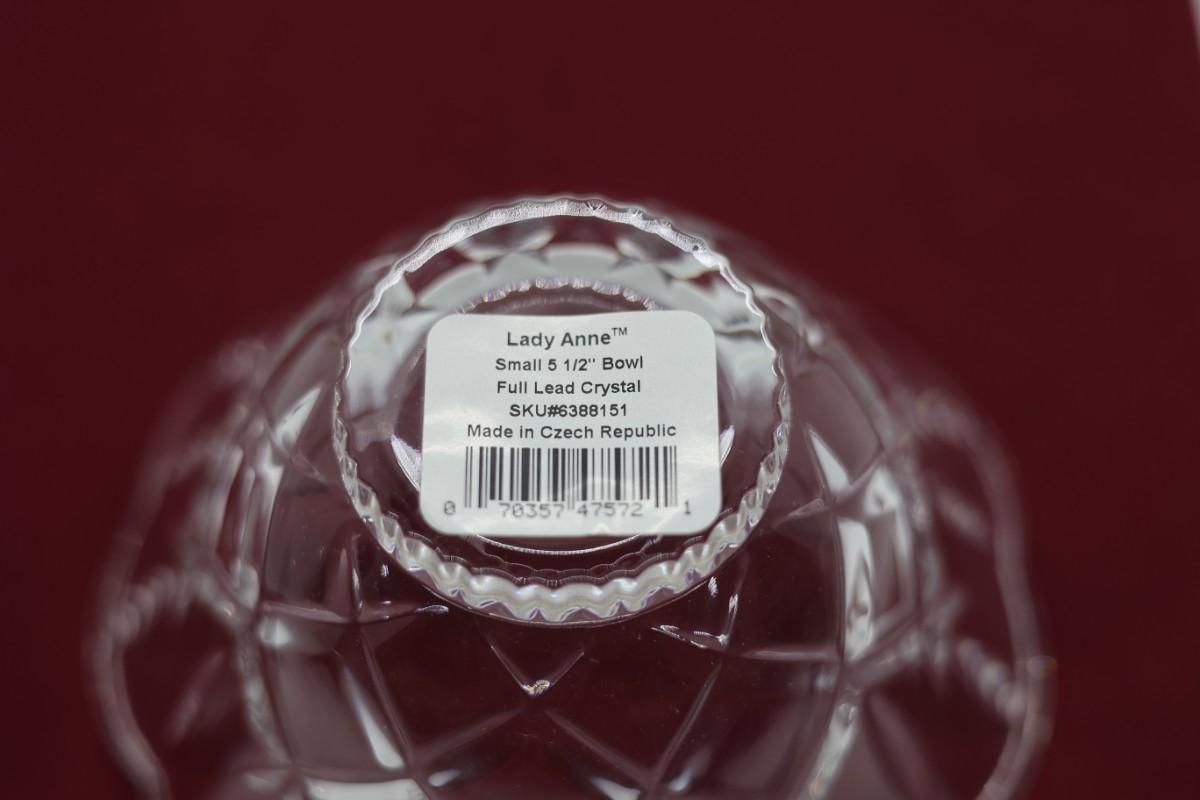 Lady Anne™
Small 5 1/2" Bowl
Full Lead Crystal
SKU#6388151
Made in Czech Republic
0 70357 47572 1